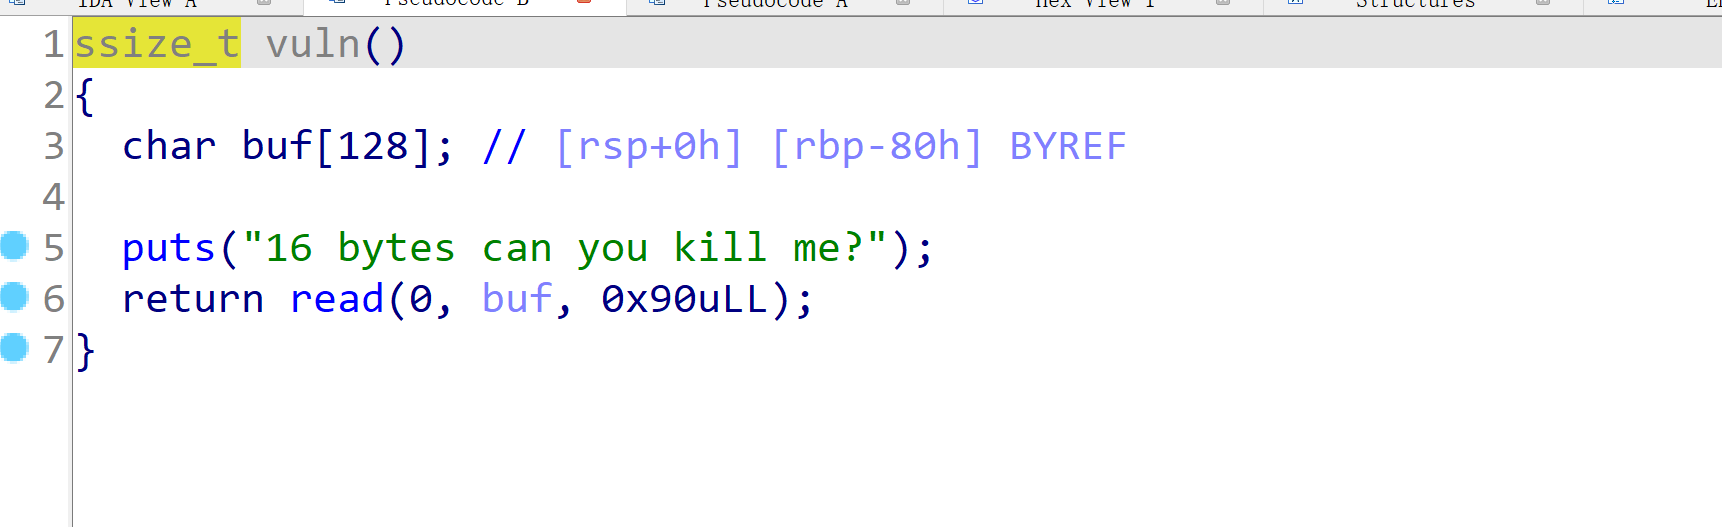 IDA View A Pseudocode B Pseudocode A Hex View 1 Structures
1 ssize_t vuln()
2 {
3 char buf[128]; // [rsp+0h] [rbp-80h] BYREF
4
5 puts("16 bytes can you kill me?");
6 return read(0, buf, 0x90uLL);
7 }